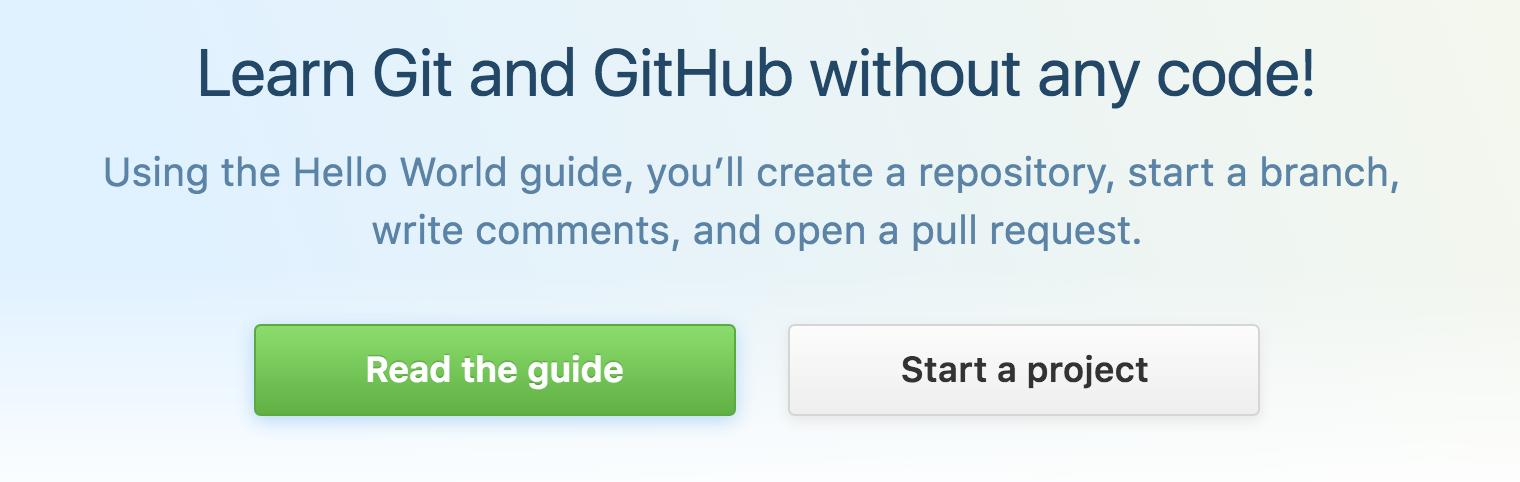 Learn Git and GitHub without any code!
Using the Hello World guide, you’ll create a repository, start a branch,
write comments, and open a pull request.
Read the guide
Start a project